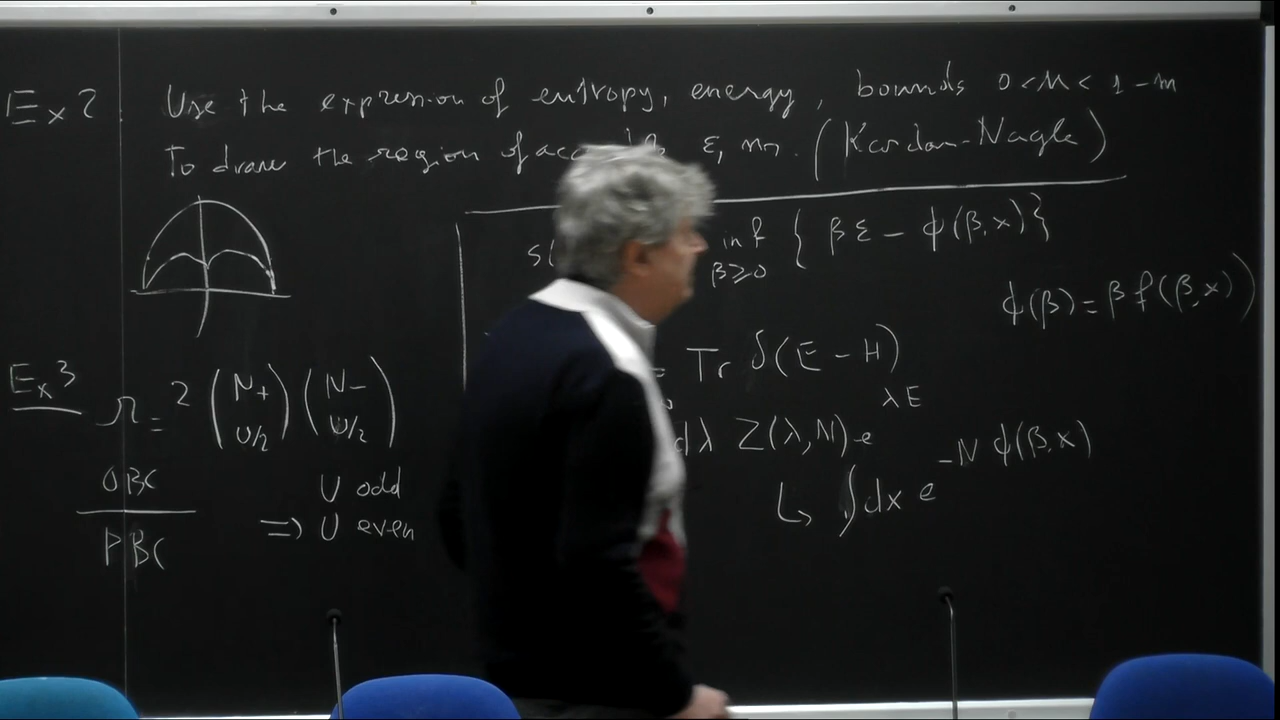 Ex 2 Use the expression of entropy, energy, bounds 0 < u < 1 - m
To draw the region of ε, m. (Kardar-Nagle)
s( inf { β ε - ϕ(β, x) }
β ≥ 0
ϕ(β) = β f(β, x))
Tr δ(E - H)
Ex 3 Ω = 2 (N+ U/2) (N- U/2)
dλ Z(λ, N) e^λE
↳ ∫dx e^-N ϕ(β, x)
OBC U odd
PBC => U even